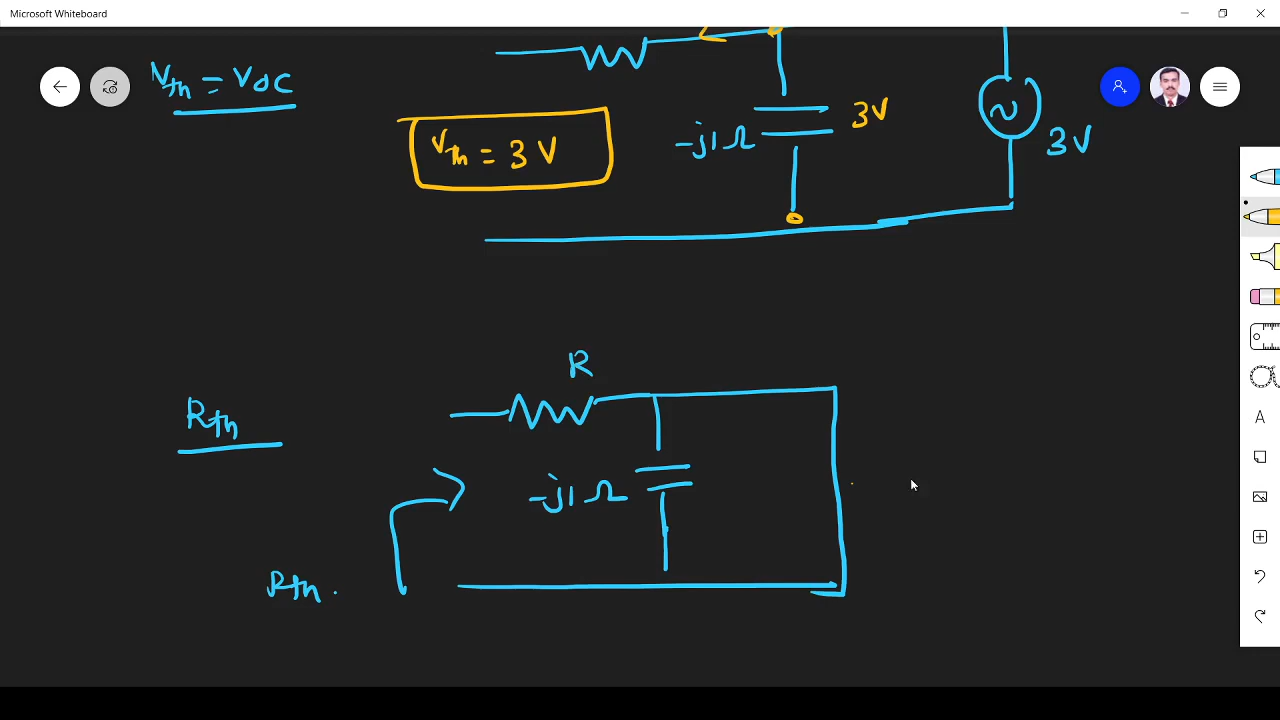 Microsoft Whiteboard
Vth = Voc
3V
-j1 Ω
3V
Vth = 3 V
R
Rth
-j1 Ω
Rth.
A